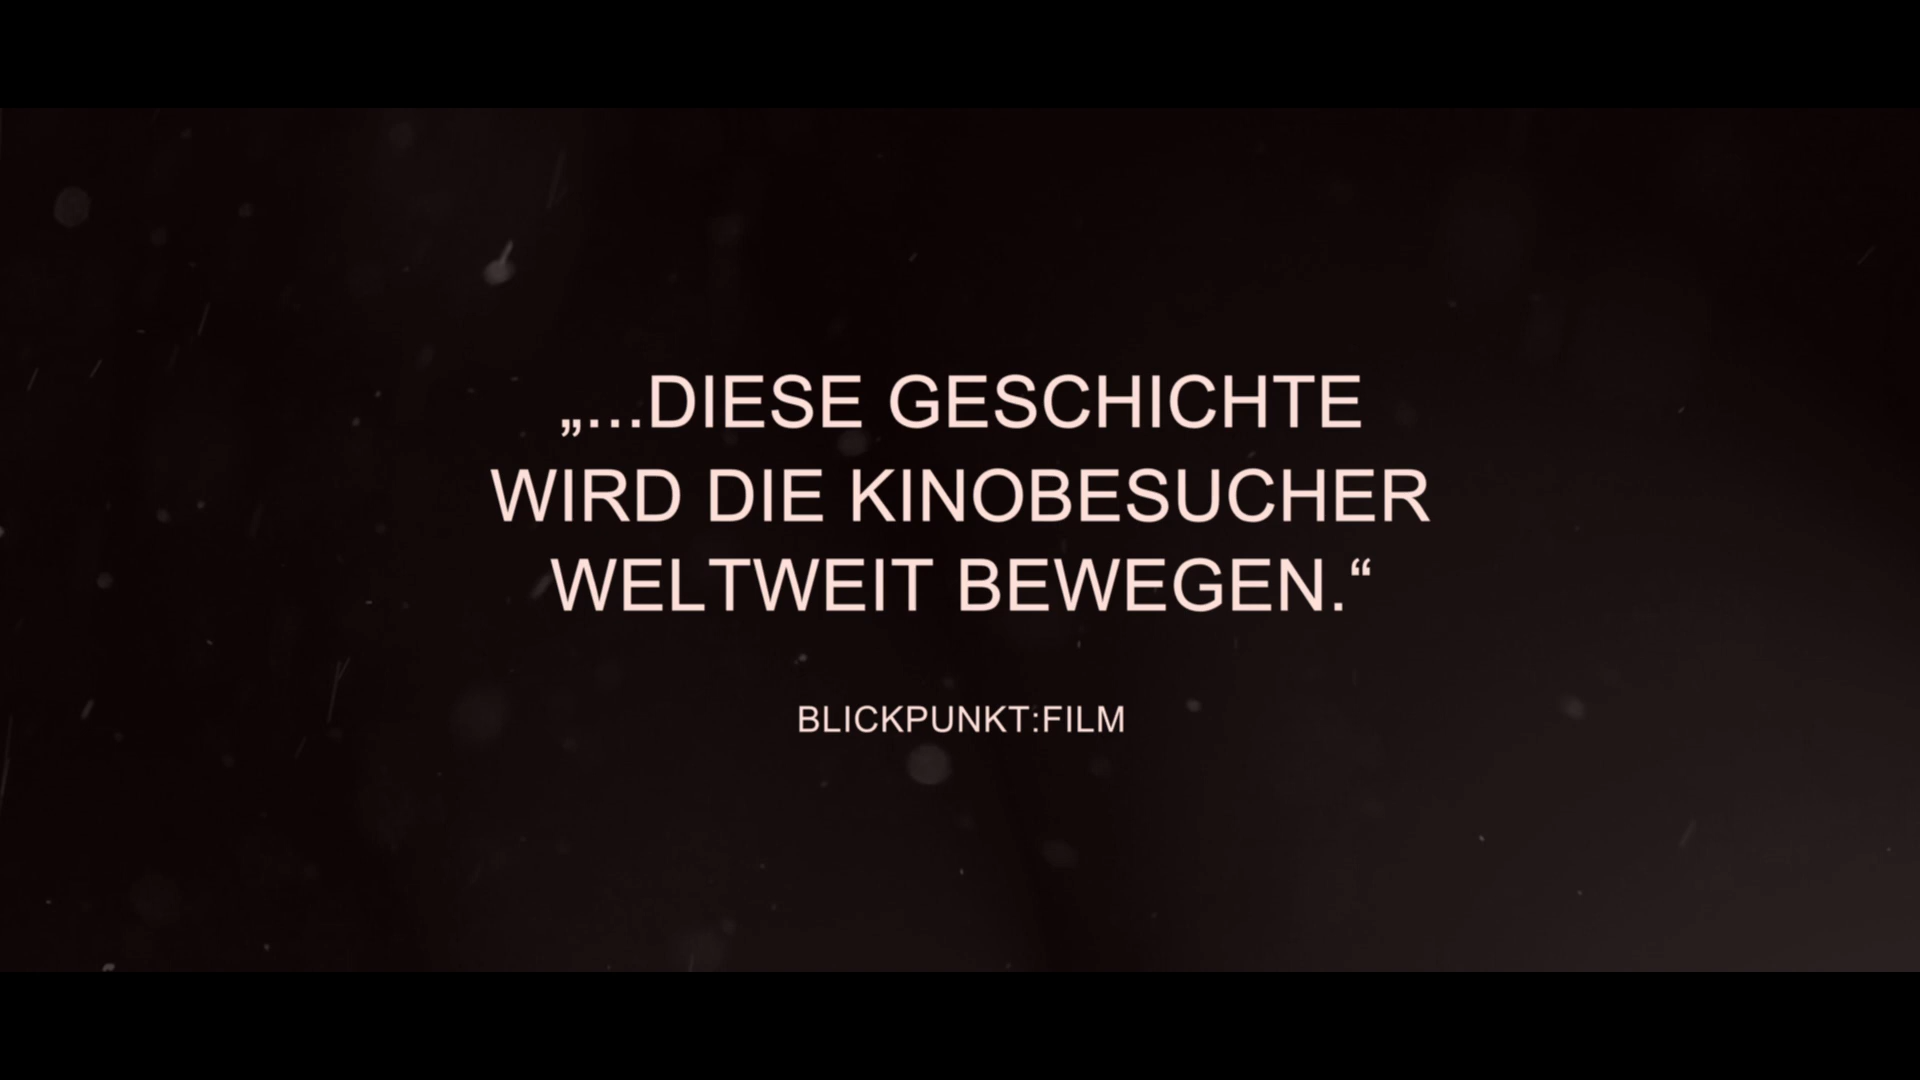 „...DIESE GESCHICHTE
WIRD DIE KINOBESUCHER
WELTWEIT BEWEGEN.“
BLICKPUNKT:FILM